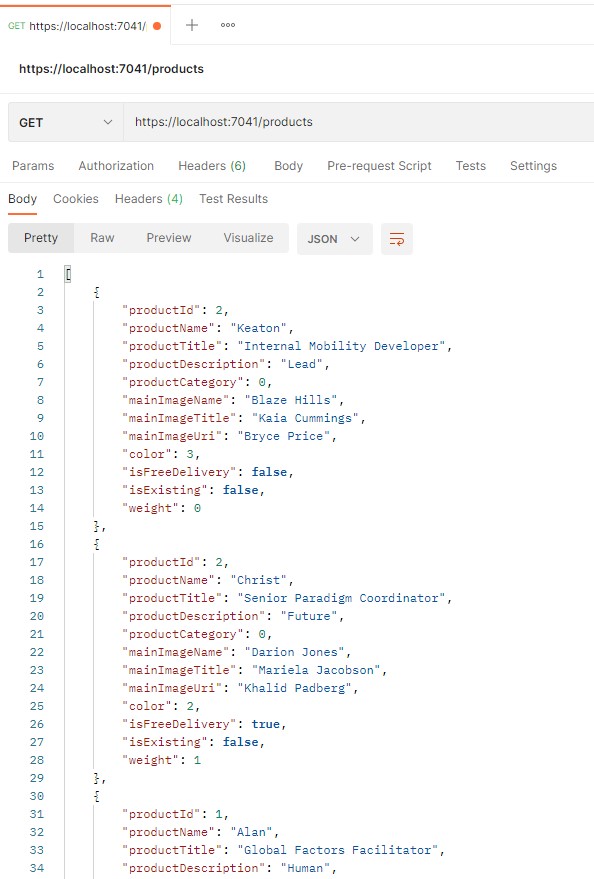 GET https://localhost:7041/
https://localhost:7041/products
GET https://localhost:7041/products
Params Authorization Headers (6) Body Pre-request Script Tests Settings
Body Cookies Headers (4) Test Results
Pretty Raw Preview Visualize JSON
1 [
2 {
3 "productId": 2,
4 "productName": "Keaton",
5 "productTitle": "Internal Mobility Developer",
6 "productDescription": "Lead",
7 "productCategory": 0,
8 "mainImageName": "Blaze Hills",
9 "mainImageTitle": "Kaia Cummings",
10 "mainImageUri": "Bryce Price",
11 "color": 3,
12 "isFreeDelivery": false,
13 "isExisting": false,
14 "weight": 0
15 },
16 {
17 "productId": 2,
18 "productName": "Christ",
19 "productTitle": "Senior Paradigm Coordinator",
20 "productDescription": "Future",
21 "productCategory": 0,
22 "mainImageName": "Darion Jones",
23 "mainImageTitle": "Mariela Jacobson",
24 "mainImageUri": "Khalid Padberg",
25 "color": 2,
26 "isFreeDelivery": true,
27 "isExisting": false,
28 "weight": 1
29 },
30 {
31 "productId": 1,
32 "productName": "Alan",
33 "productTitle": "Global Factors Facilitator",
34 "productDescription": "Human",